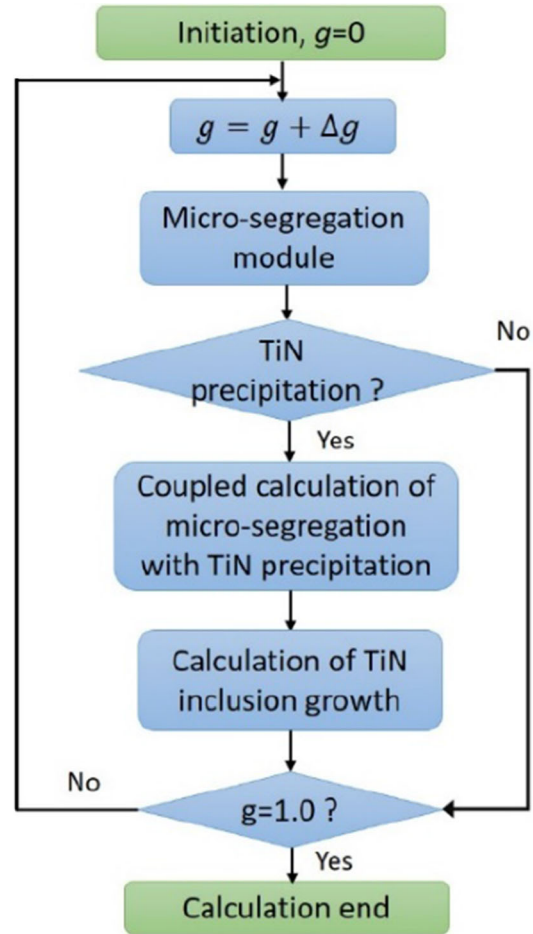 Initiation, g=0
g = g + Δg
Micro-segregation
module
No
TiN
precipitation ?
Yes
Coupled calculation of
micro-segregation
with TiN precipitation
Calculation of TiN
inclusion growth
No
g=1.0 ?
Yes
Calculation end